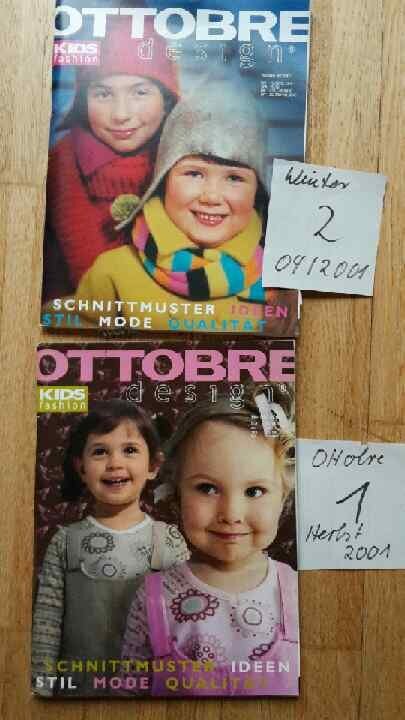 OTTOBRE
design®
KIDS
fashion
SCHNITTMUSTER IDEEN
STIL MODE QUALITÄT
Winter
2
04/2001
OTTOBRE
design®
KIDS
fashion
SCHNITTMUSTER IDEEN
STIL MODE QUALITÄT
Ottobre
1
Herbst
2001